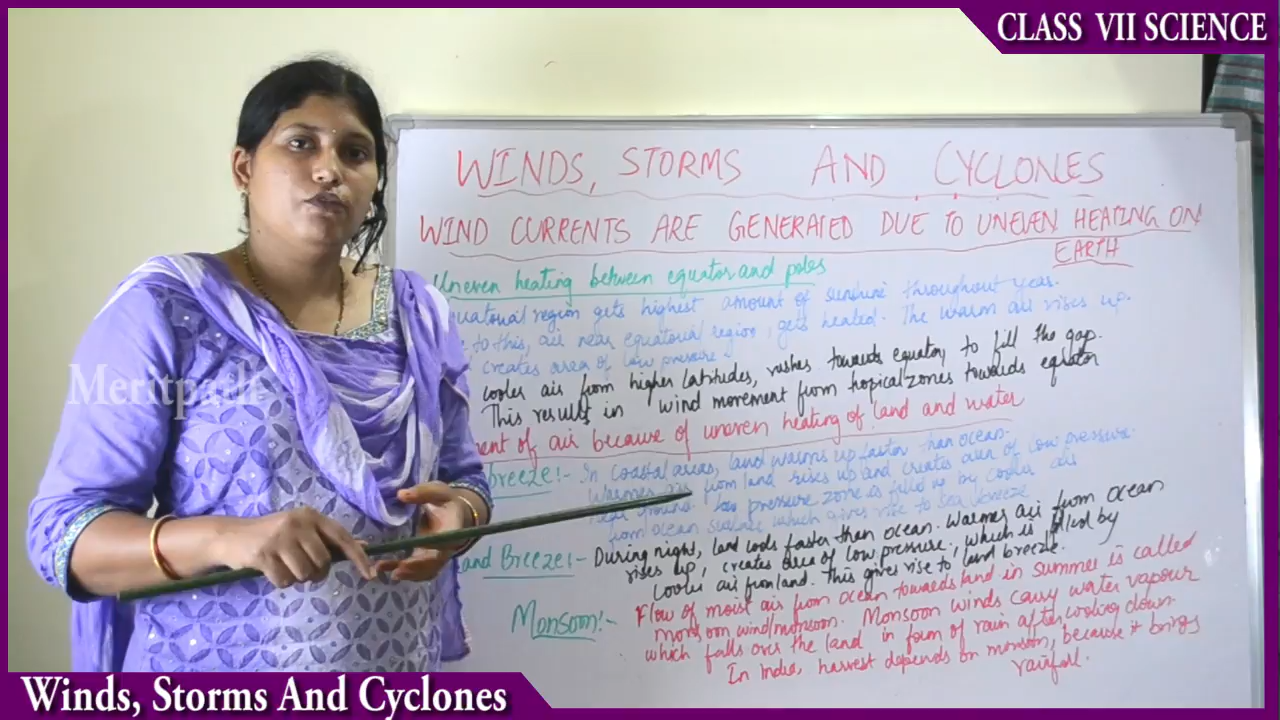 CLASS VII SCIENCE
WINDS, STORMS AND CYCLONES
WIND CURRENTS ARE GENERATED DUE TO UNEVEN HEATING ON
EARTH
Uneven heating between equator and poles
quatorial region gets highest amount of sunshine throughout year.
e to this, air near equatorial region, gets heated. The warm air rises up.
creates area of low pressure.
cooler air from higher latitudes, rushes towards equator, to fill the gap.
This result in wind movement from tropical zones towards equator
ment of air because of uneven heating of land and water
breeze:- In coastal areas, land warms up faster than ocean.
Warmer air from land rises up and creates area of low pressure
near ground. Low pressure zone is filled up by cooler air
from ocean surface which gives rise to sea breeze
and Breeze:- During night, land cools faster than ocean. Warmer air from ocean
rises up, creates area of low pressure, which is filled by
cooler air from land. This gives rise to land breeze.
Monsoon:- Flow of moist air from ocean towards land in summer is called
monsoon wind/monsoon. Monsoon winds carry water vapour
which falls over the land in form of rain after cooling down.
In India, harvest depends on monsoon, because it brings
rainfall.
Meritpath
Winds, Storms And Cyclones